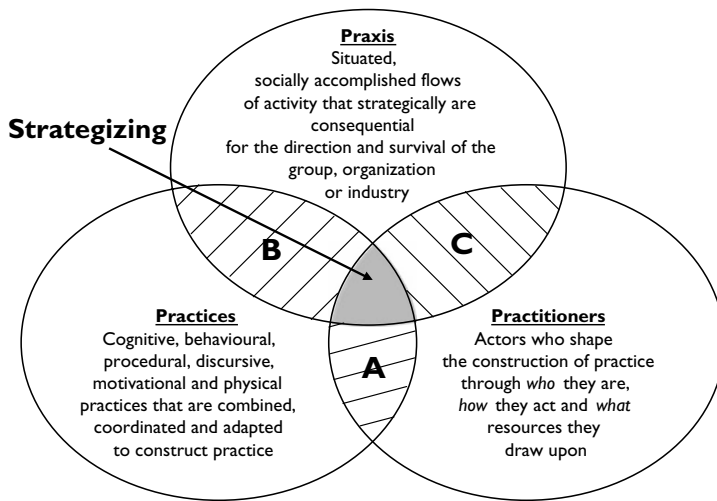 Praxis
Situated,
socially accomplished flows
of activity that strategically are
consequential
for the direction and survival of the
group, organization
or industry
Strategizing
B
C
Practices
Cognitive, behavioural,
procedural, discursive,
motivational and physical
practices that are combined,
coordinated and adapted
to construct practice
A
Practitioners
Actors who shape
the construction of practice
through who they are,
how they act and what
resources they
draw upon